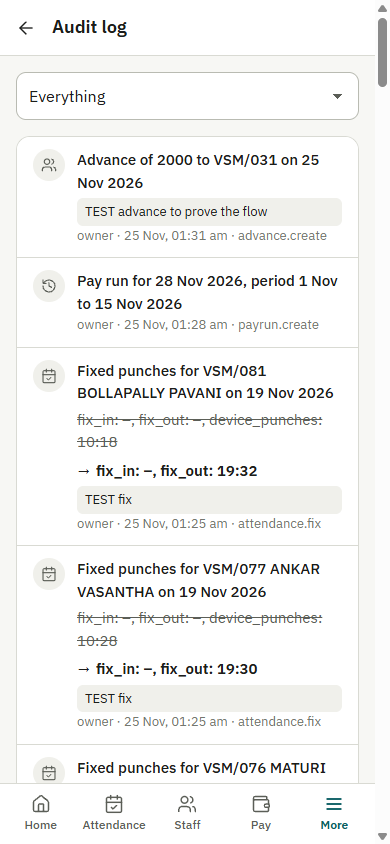 Audit log
Everything
Advance of 2000 to VSM/031 on 25
Nov 2026
TEST advance to prove the flow
owner · 25 Nov, 01:31 am · advance.create
Pay run for 28 Nov 2026, period 1 Nov
to 15 Nov 2026
owner · 25 Nov, 01:28 am · payrun.create
Fixed punches for VSM/081
BOLLAPALLY PAVANI on 19 Nov 2026
fix_in: –, fix_out: –, device_punches:
10:18
→ fix_in: –, fix_out: 19:32
TEST fix
owner · 25 Nov, 01:25 am · attendance.fix
Fixed punches for VSM/077 ANKAR
VASANTHA on 19 Nov 2026
fix_in: –, fix_out: –, device_punches:
10:28
→ fix_in: –, fix_out: 19:30
TEST fix
owner · 25 Nov, 01:25 am · attendance.fix
Fixed punches for VSM/076 MATURI
Home Attendance Staff Pay More